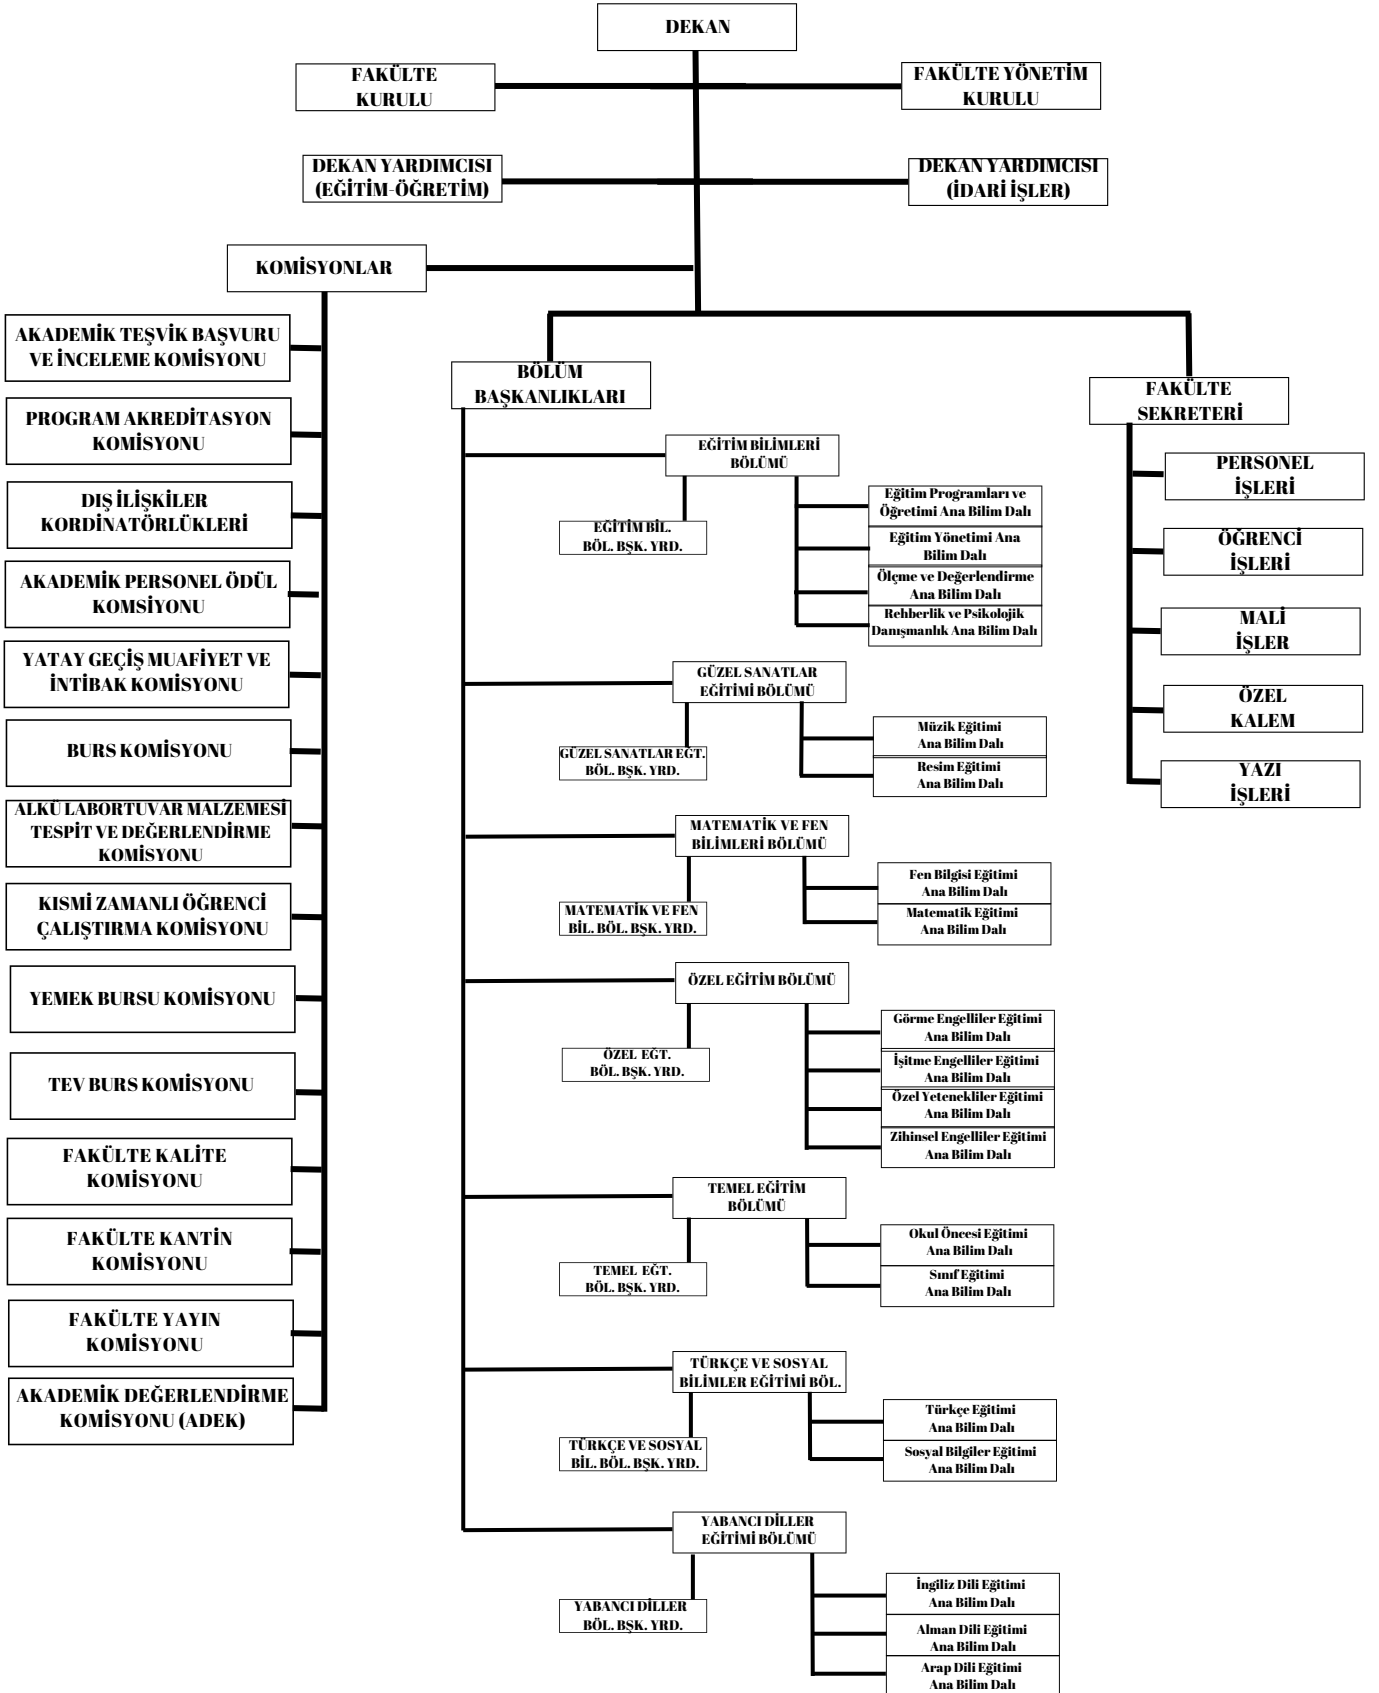 DEKAN
FAKÜLTE
KURULU
FAKÜLTE YÖNETİM
KURULU
DEKAN YARDIMCISI
(EĞİTİM-ÖĞRETİM)
DEKAN YARDIMCISI
(İDARİ İŞLER)
KOMİSYONLAR
AKADEMİK TEŞVİK BAŞVURU
VE İNCELEME KOMİSYONU
PROGRAM AKREDİTASYON
KOMİSYONU
DIŞ İLİŞKİLER
KORDİNATÖRLÜKLERİ
AKADEMİK PERSONEL ÖDÜL
KOMSİYONU
YATAY GEÇİŞ MUAFİYET VE
İNTİBAK KOMİSYONU
BURS KOMİSYONU
ALKÜ LABORTUVAR MALZEMESİ
TESPİT VE DEĞERLENDİRME
KOMİSYONU
KISMİ ZAMANLI ÖĞRENCİ
ÇALIŞTIRMA KOMİSYONU
YEMEK BURSU KOMİSYONU
TEV BURS KOMİSYONU
FAKÜLTE KALİTE
KOMİSYONU
FAKÜLTE KANTİN
KOMİSYONU
FAKÜLTE YAYIN
KOMİSYONU
AKADEMİK DEĞERLENDİRME
KOMİSYONU (ADEK)
BÖLÜM
BAŞKANLIKLARI
EĞİTİM BİLİMLERİ
BÖLÜMÜ
EĞİTİM BİL.
BÖL. BŞK. YRD.
Eğitim Programları ve
Öğretimi Ana Bilim Dalı
Eğitim Yönetimi Ana
Bilim Dalı
Ölçme ve Değerlendirme
Ana Bilim Dalı
Rehberlik ve Psikolojik
Danışmanlık Ana Bilim Dalı
GÜZEL SANATLAR
EĞİTİMİ BÖLÜMÜ
GÜZEL SANATLAR EĞT.
BÖL. BŞK. YRD.
Müzik Eğitimi
Ana Bilim Dalı
Resim Eğitimi
Ana Bilim Dalı
MATEMATİK VE FEN
BİLİMLERİ BÖLÜMÜ
MATEMATİK VE FEN
BİL. BÖL. BŞK. YRD.
Fen Bilgisi Eğitimi
Ana Bilim Dalı
Matematik Eğitimi
Ana Bilim Dalı
ÖZEL EĞİTİM BÖLÜMÜ
ÖZEL EĞT.
BÖL. BŞK. YRD.
Görme Engelliler Eğitimi
Ana Bilim Dalı
İşitme Engelliler Eğitimi
Ana Bilim Dalı
Özel Yetenekliler Eğitimi
Ana Bilim Dalı
Zihinsel Engelliler Eğitimi
Ana Bilim Dalı
TEMEL EĞİTİM
BÖLÜMÜ
TEMEL EĞT.
BÖL. BŞK. YRD.
Okul Öncesi Eğitimi
Ana Bilim Dalı
Sınıf Eğitimi
Ana Bilim Dalı
TÜRKÇE VE SOSYAL
BİLİMLER EĞİTİMİ BÖL.
TÜRKÇE VE SOSYAL
BİL. BÖL. BŞK. YRD.
Türkçe Eğitimi
Ana Bilim Dalı
Sosyal Bilgiler Eğitimi
Ana Bilim Dalı
YABANCI DİLLER
EĞİTİMİ BÖLÜMÜ
YABANCI DİLLER
BÖL. BŞK. YRD.
İngiliz Dili Eğitimi
Ana Bilim Dalı
Alman Dili Eğitimi
Ana Bilim Dalı
Arap Dili Eğitimi
Ana Bilim Dalı
FAKÜLTE
SEKRETERİ
PERSONEL
İŞLERİ
ÖĞRENCİ
İŞLERİ
MALİ
İŞLER
ÖZEL
KALEM
YAZI
İŞLERİ